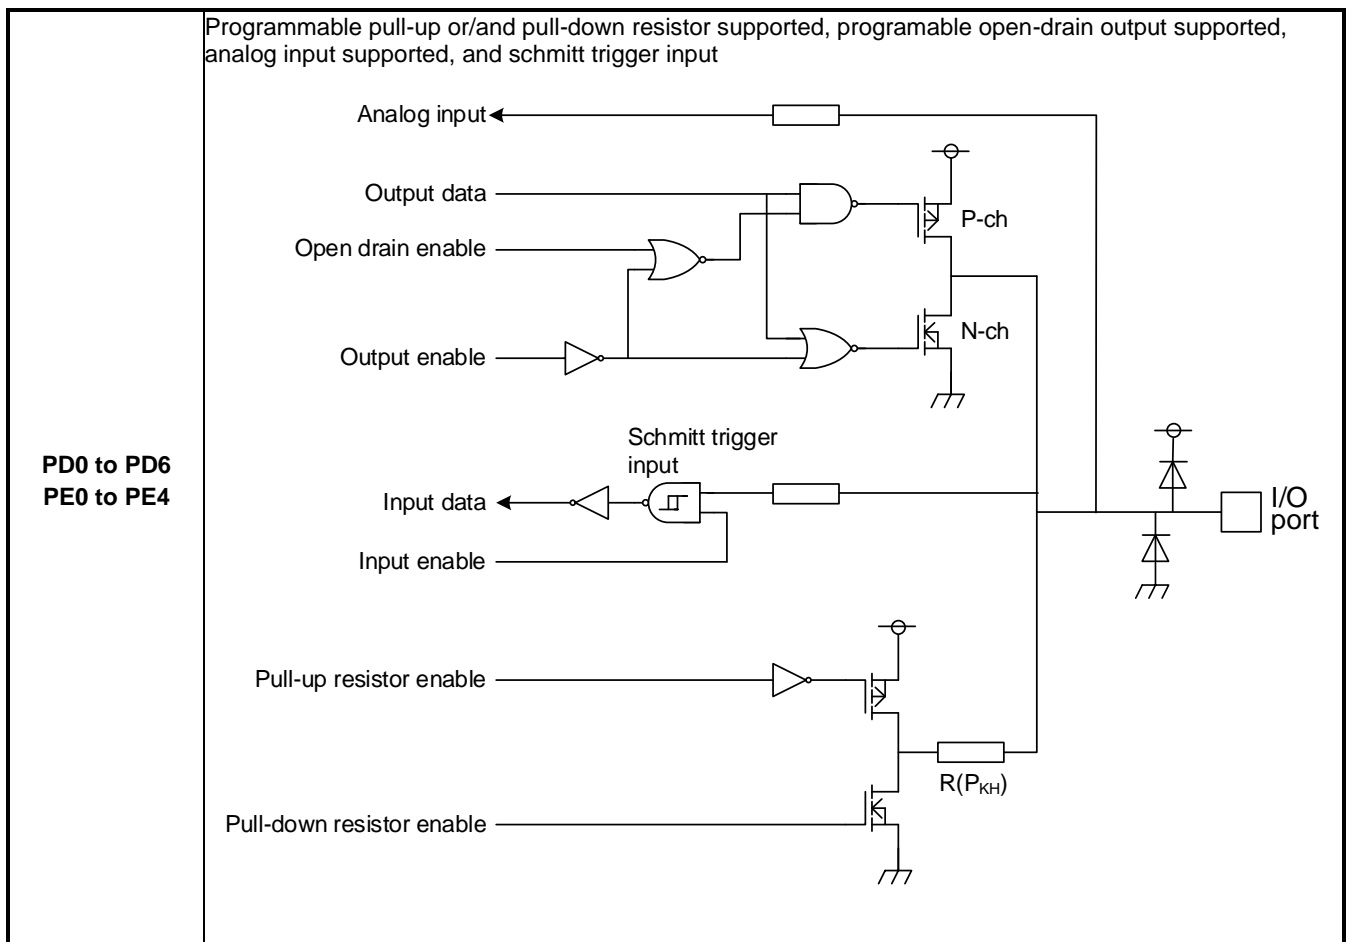 Programmable pull-up or/and pull-down resistor supported, programable open-drain output supported,
analog input supported, and schmitt trigger input
Analog input
Output data
P-ch
Open drain enable
N-ch
Output enable
Schmitt trigger
input
PD0 to PD6
PE0 to PE4
Input data
I/O
port
Input enable
Pull-up resistor enable
R(PKH)
Pull-down resistor enable